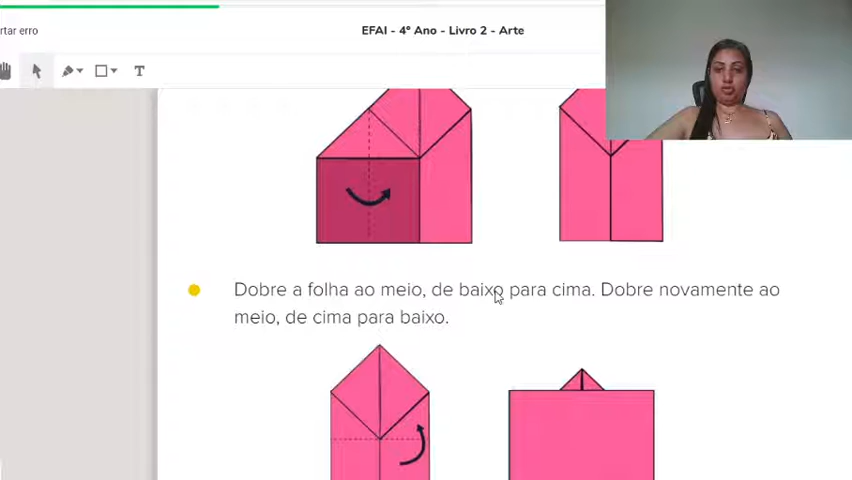 rtar erro
EFAI - 4º Ano - Livro 2 - Arte
T
Dobre a folha ao meio, de baixo para cima. Dobre novamente ao
meio, de cima para baixo.